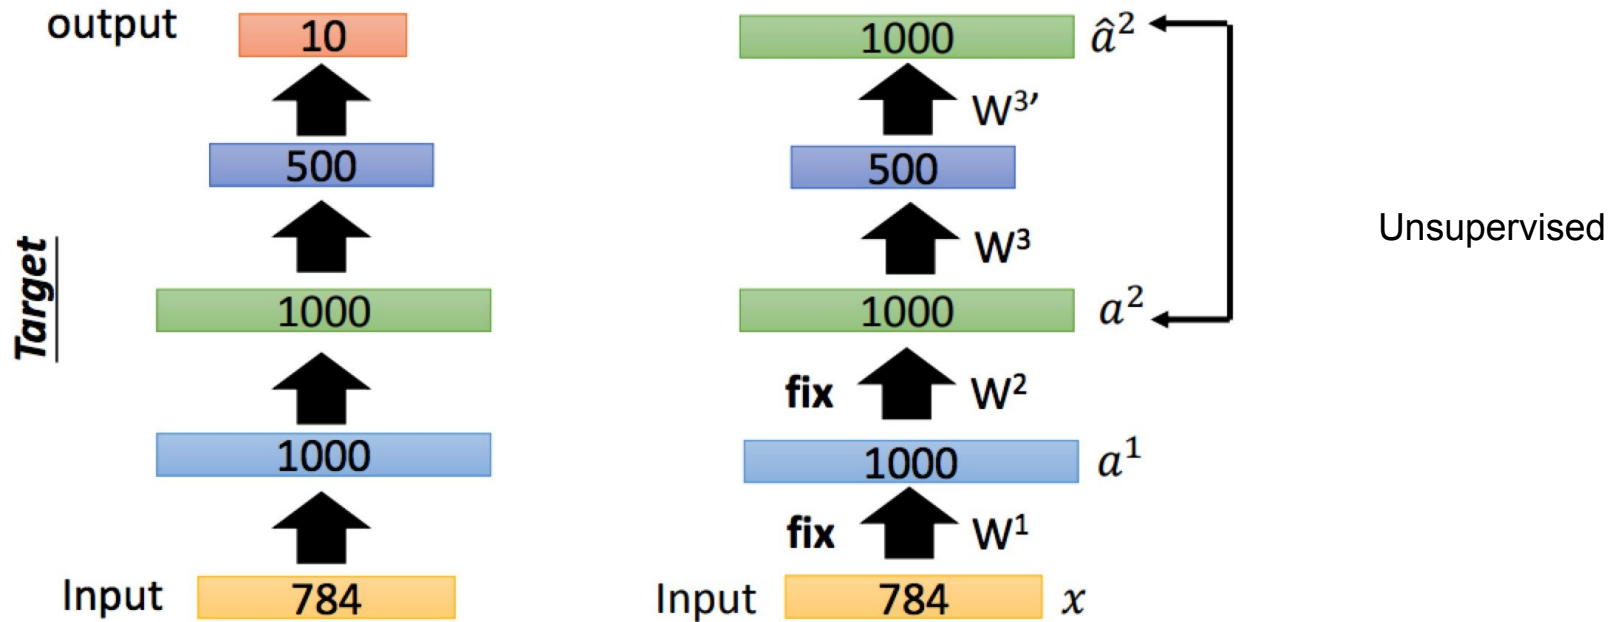 output
10
500
Target
1000
1000
Input
784
1000
â²
W³’
500
W³
1000
a²
fix
W²
1000
a¹
fix
W¹
Input
784
x
Unsupervised